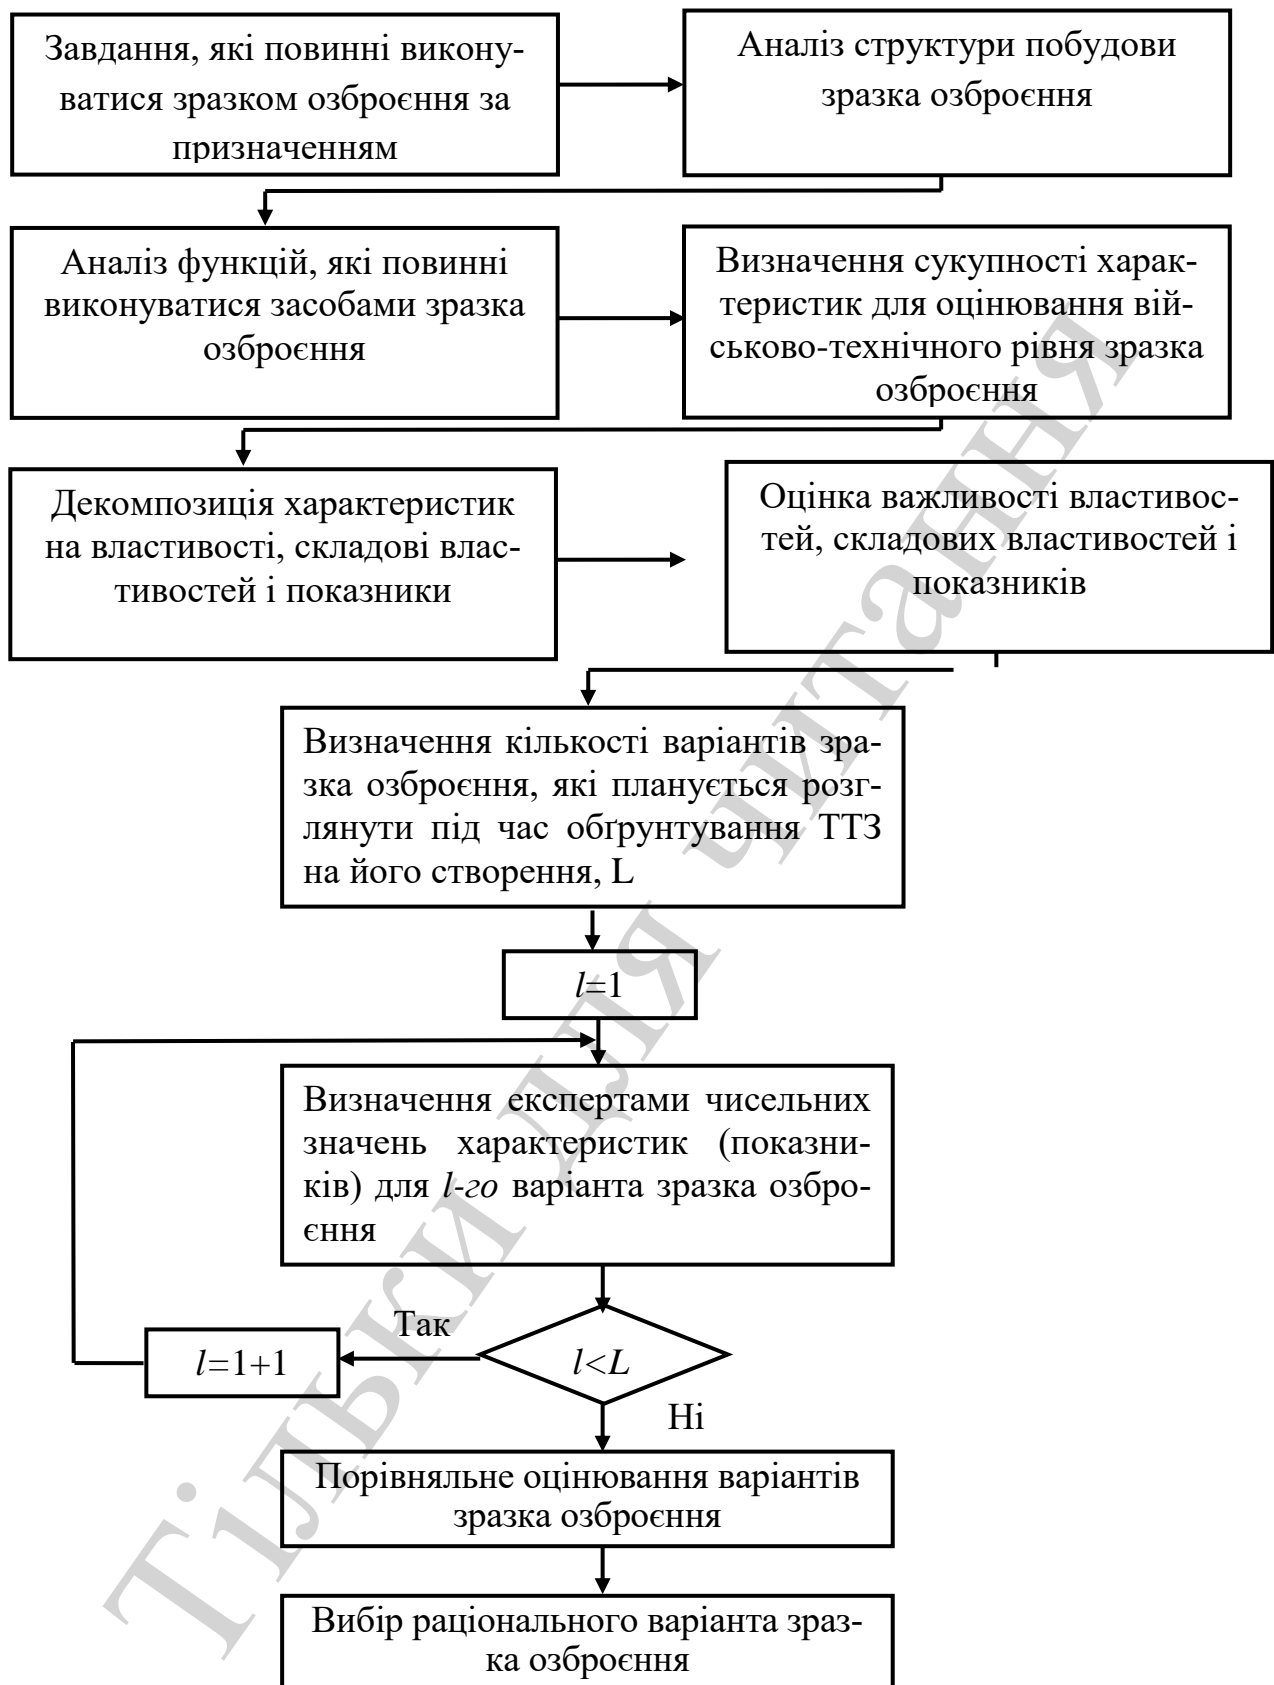 Завдання, які повинні викону-
ватися зразком озброєння за
призначенням
Аналіз структури побудови
зразка озброєння
Аналіз функцій, які повинні
виконуватися засобами зразка
озброєння
Визначення сукупності харак-
теристик для оцінювання вій-
ськово-технічного рівня зразка
озброєння
Декомпозиція характеристик
на властивості, складові влас-
тивостей і показники
Оцінка важливості властивос-
тей, складових властивостей і
показників
Визначення кількості варіантів зра-
зка озброєння, які планується розг-
лянути під час обґрунтування ТТЗ
на його створення, L
l=1
Визначення експертами чисельних
значень характеристик (показни-
ків) для l-го варіанта зразка озбро-
єння
Так
l=1+1
l<L
Ні
Порівняльне оцінювання варіантів
зразка озброєння
Вибір раціонального варіанта зраз-
ка озброєння
Тільки для читання